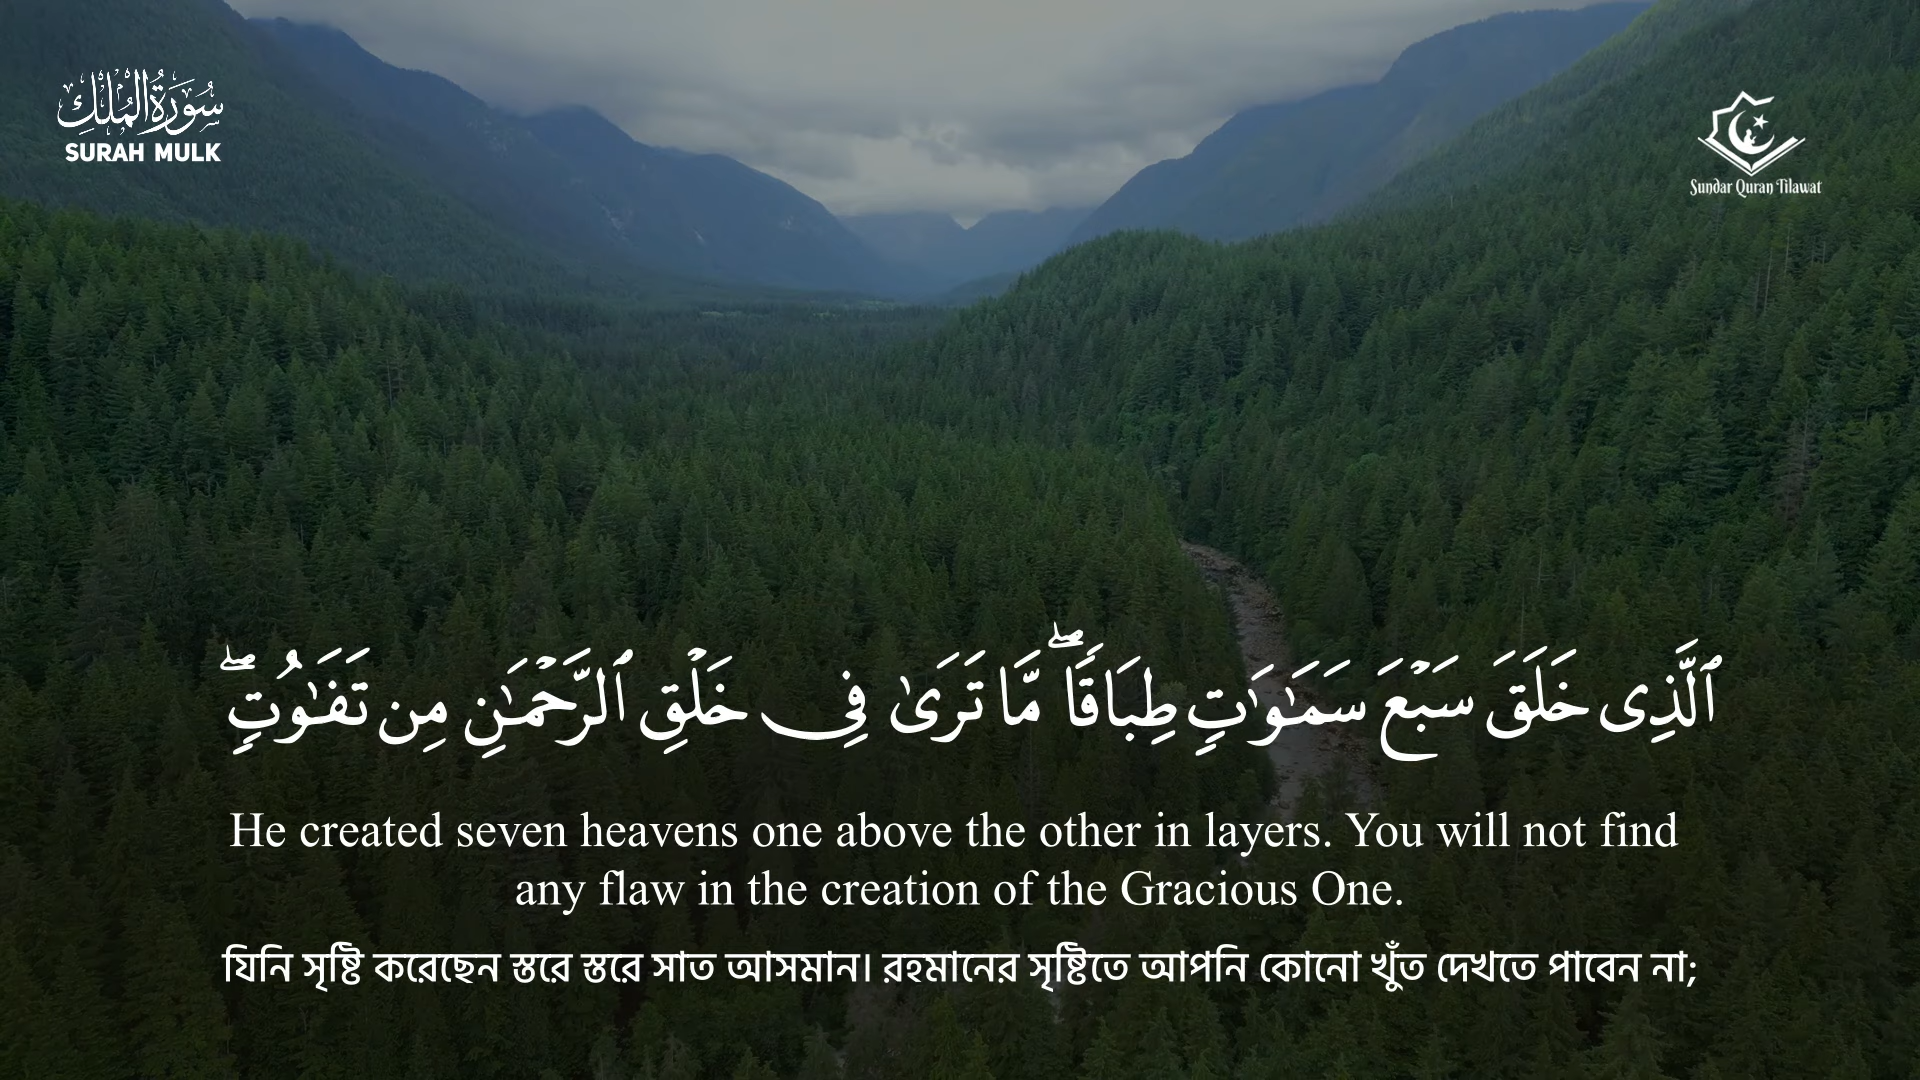 سُورَةُ المُلْكِ
SURAH MULK
Sundar Quran Tilawat
ٱلَّذِى خَلَقَ سَبْعَ سَمَـٰوَٰتٍ طِبَاقًا ۖ مَّا تَرَىٰ فِى خَلْقِ ٱلرَّحْمَـٰنِ مِن تَفَـٰوُتٍ ۖ
He created seven heavens one above the other in layers. You will not find
any flaw in the creation of the Gracious One.
যিনি সৃষ্টি করেছেন স্তরে স্তরে সাত আসমান। রহমানের সৃষ্টিতে আপনি কোনো খুঁত দেখতে পাবেন না;